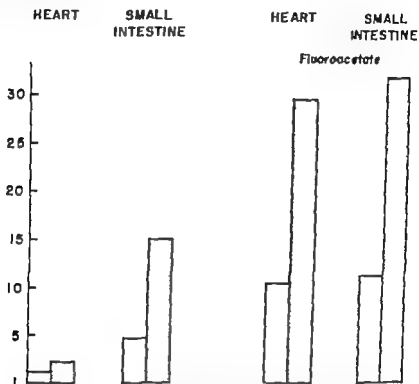 HEART
SMALL
INTESTINE
HEART
SMALL
INTESTINE
Fluoroacetate
30
25
20
15
10
5
1